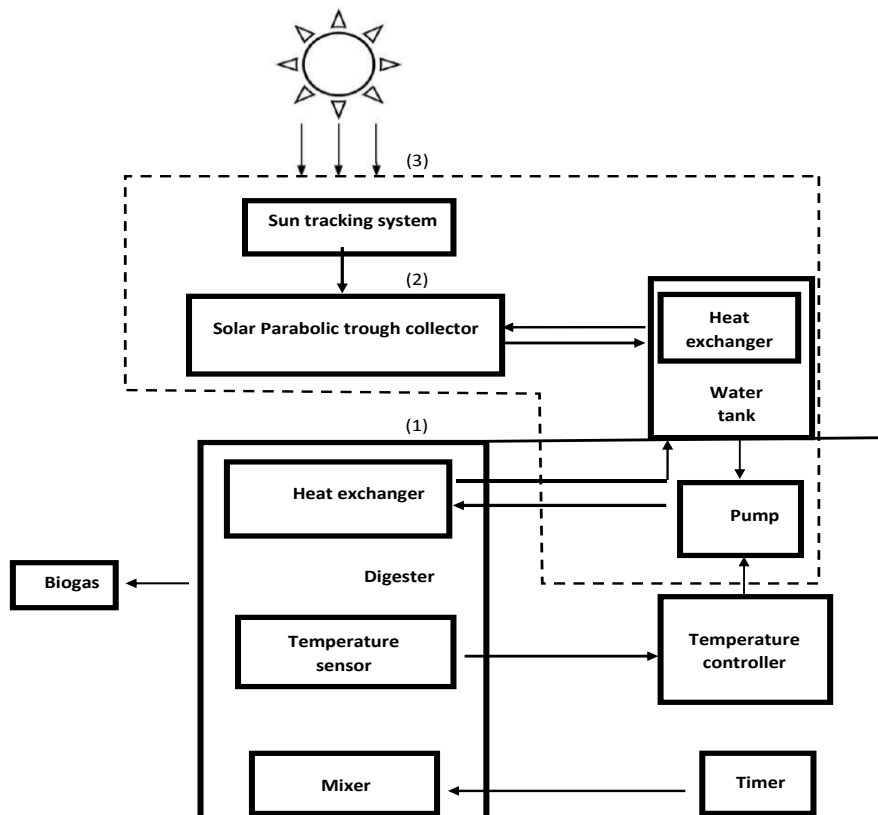 (3)
Sun tracking system
(2)
Solar Parabolic trough collector
Heat
exchanger
Water
tank
(1)
Heat exchanger
Pump
Digester
Biogas
Temperature
sensor
Temperature
controller
Mixer
Timer